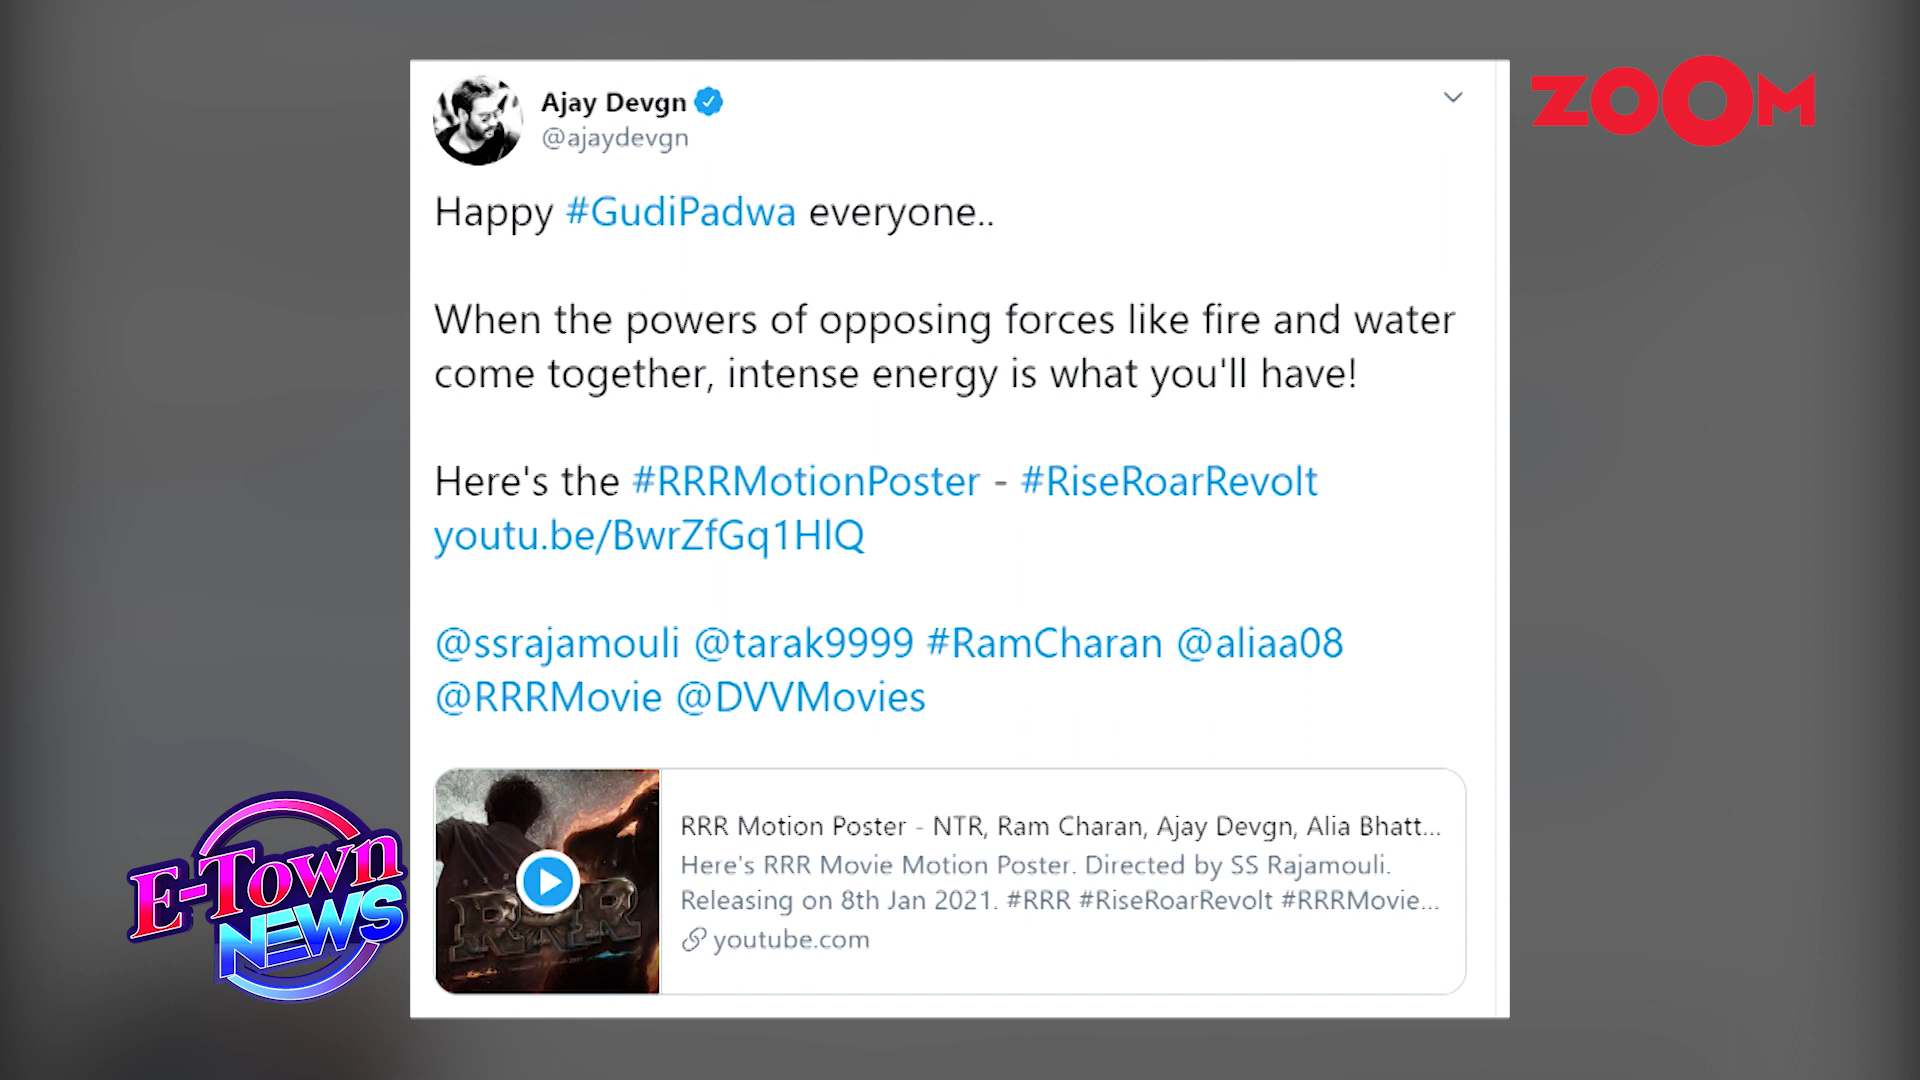 Ajay Devgn
@ajaydevgn
ZOOM
Happy #GudiPadwa everyone..
When the powers of opposing forces like fire and water
come together, intense energy is what you'll have!
Here's the #RRRMotionPoster - #RiseRoarRevolt
youtu.be/BwrZfGq1HlQ
@ssrajamouli @tarak9999 #RamCharan @aliaa08
@RRRMovie @DVVMovies
RRR
RRR Motion Poster - NTR, Ram Charan, Ajay Devgn, Alia Bhatt...
Here's RRR Movie Motion Poster. Directed by SS Rajamouli.
Releasing on 8th Jan 2021. #RRR #RiseRoarRevolt #RRRMovie...
youtube.com
E-Town
NEWS